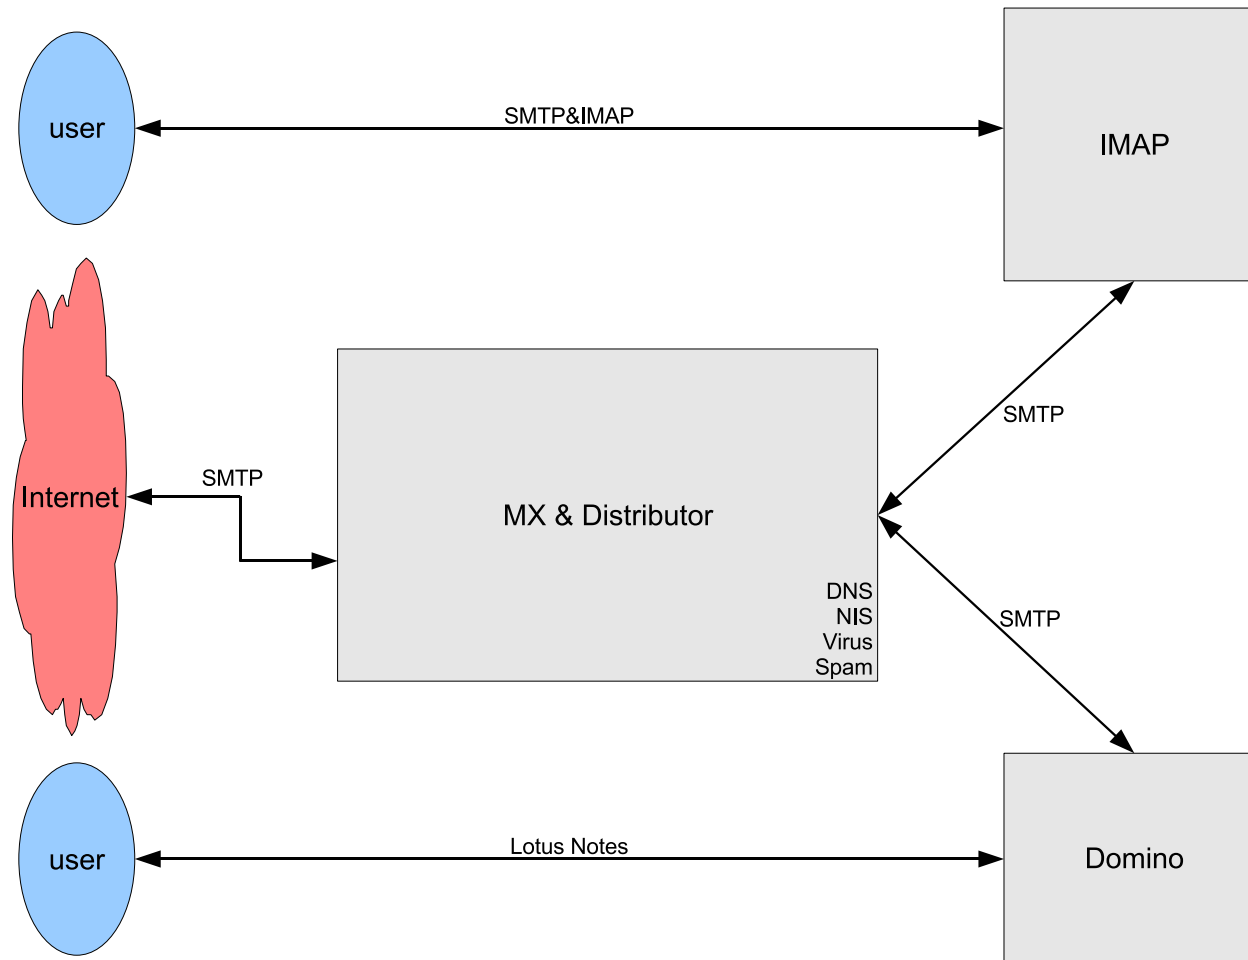 user
SMTP&IMAP
IMAP
SMTP
SMTP
Internet
MX & Distributor
DNS
NIS
Virus
Spam
SMTP
user
Lotus Notes
Domino